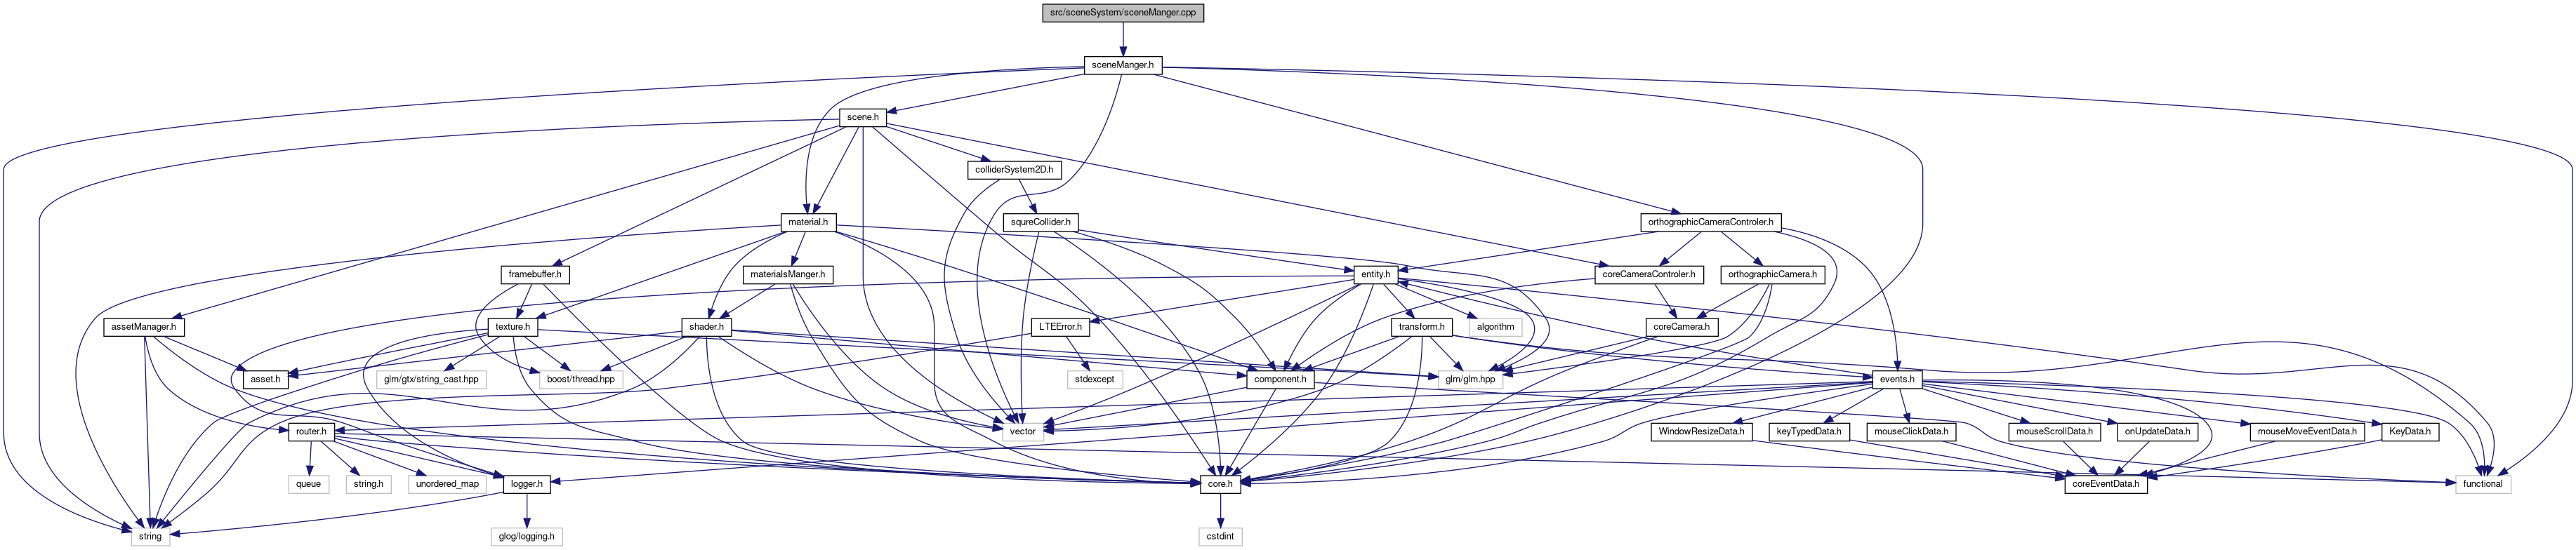 src/sceneSystem/sceneManger.cpp
sceneManger.h
scene.h
colliderSystem2D.h
material.h
squreCollider.h
orthographicCameraControler.h
framebuffer.h
materialsManger.h
entity.h
coreCameraControler.h
orthographicCamera.h
assetManager.h
texture.h
shader.h
LTEError.h
transform.h
algorithm
coreCamera.h
asset.h
glm/gtx/string_cast.hpp
boost/thread.hpp
stdexcept
component.h
glm/glm.hpp
events.h
router.h
vector
WindowResizeData.h
keyTypedData.h
mouseClickData.h
mouseScrollData.h
onUpdateData.h
mouseMoveEventData.h
KeyData.h
queue
string.h
unordered_map
logger.h
core.h
coreEventData.h
functional
string
glog/logging.h
cstdint